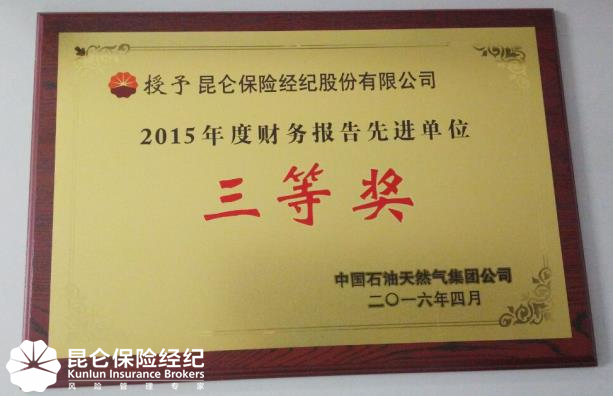 授予 昆仑保险经纪股份有限公司
2015年度财务报告先进单位
三等奖
中国石油天然气集团公司
二〇一六年四月
昆仑保险经纪
Kunlun Insurance Brokers
风险管理专家